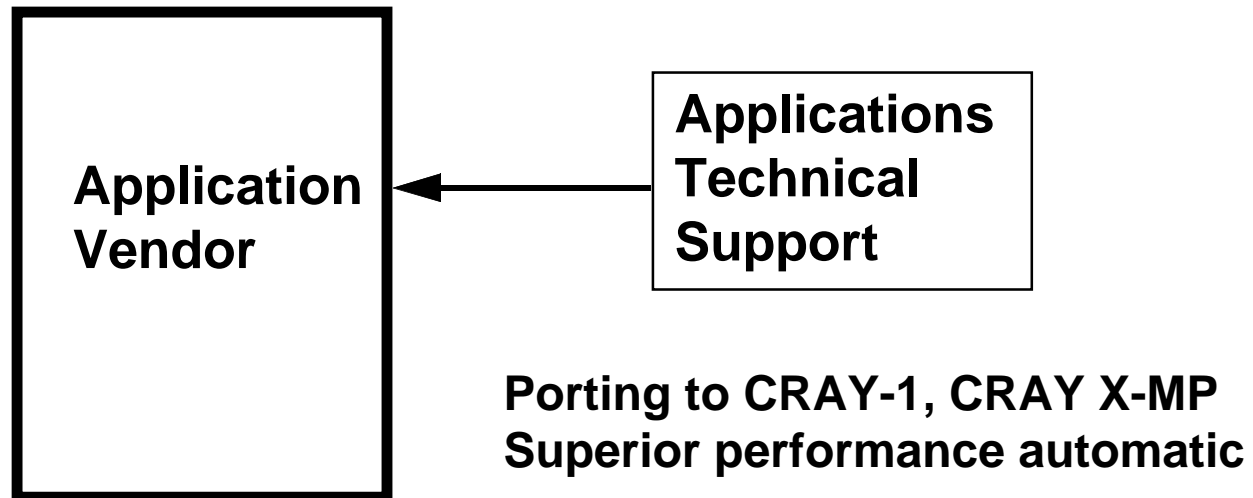 Application
Vendor
Applications
Technical
Support
Porting to CRAY-1, CRAY X-MP
Superior performance automatic